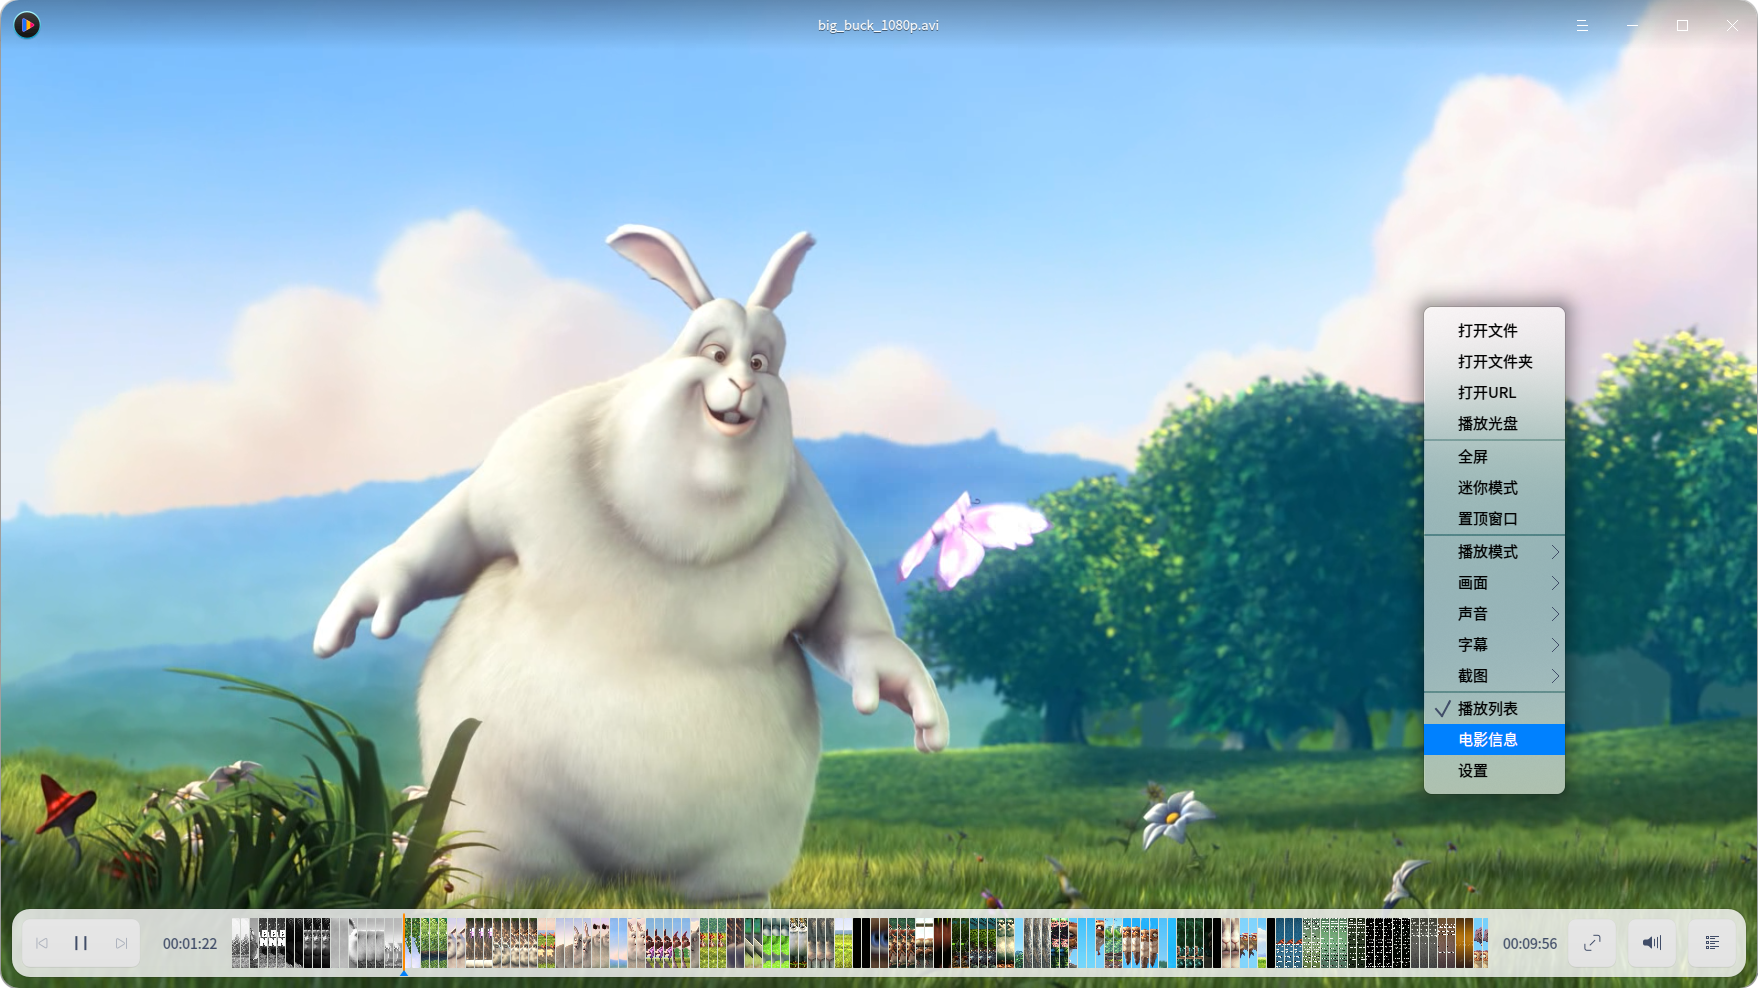 big_buck_1080p.avi
打开文件
打开文件夹
打开URL
播放光盘
全屏
迷你模式
置顶窗口
播放模式
画面
声音
字幕
截图
播放列表
电影信息
设置
00:01:22
00:09:56